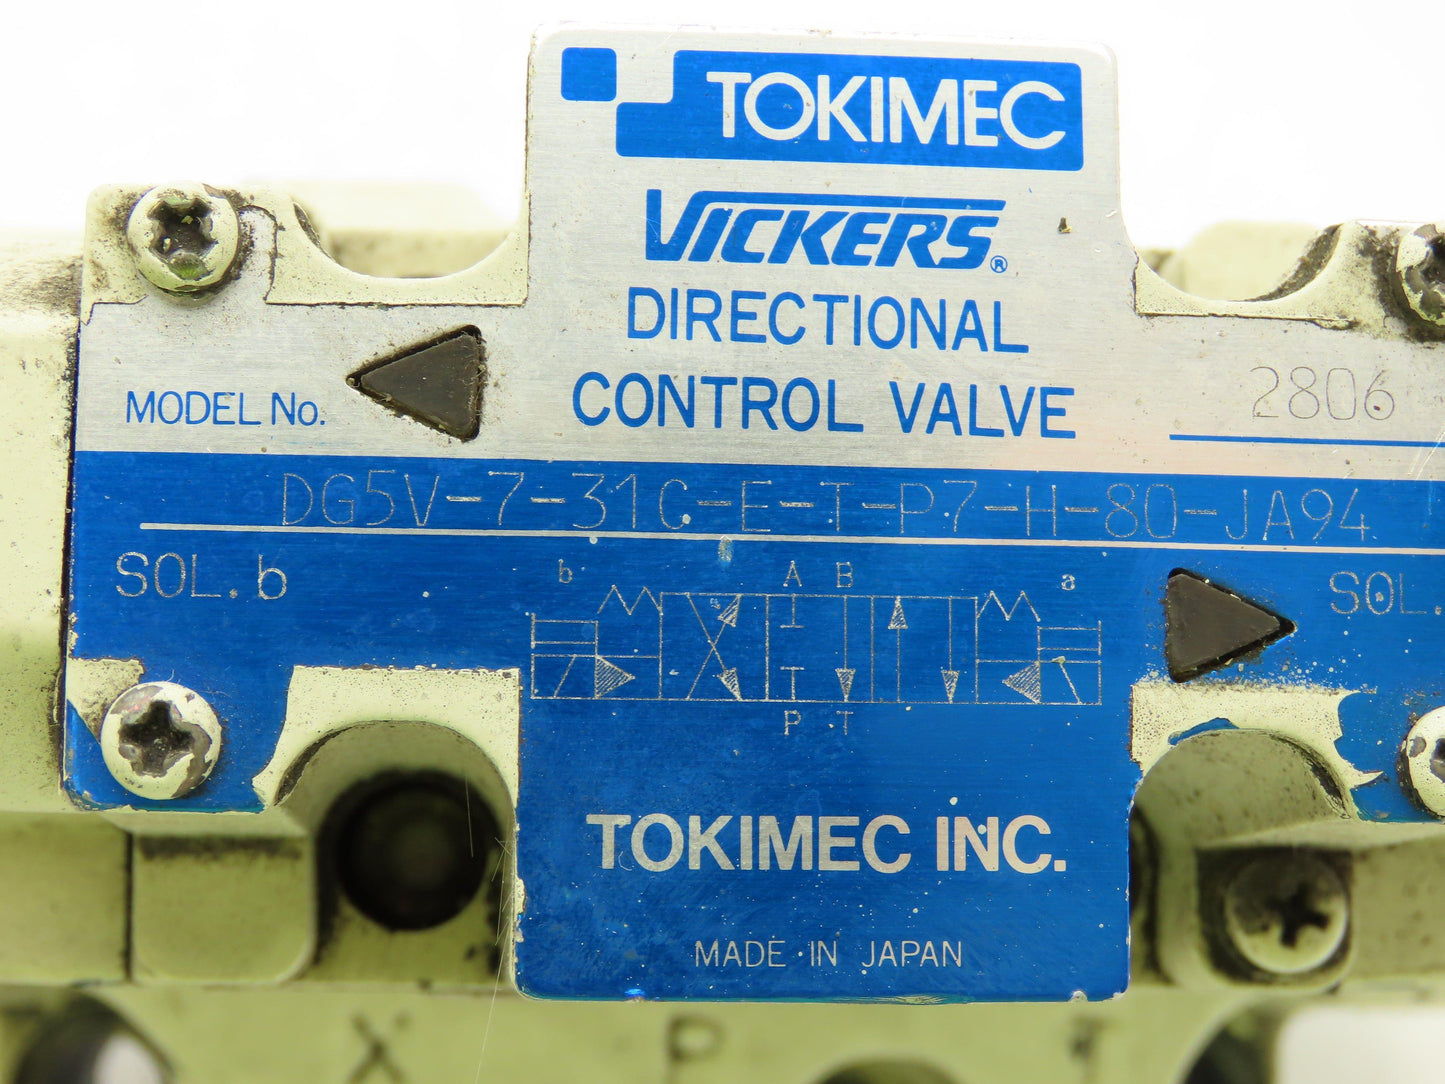 TOKIMEC
VICKERS®
DIRECTIONAL
CONTROL VALVE
MODEL No.
2806
DG5V-7-31C-E-T-P7-H-80-JA94
SOL.b
SOL.
b A B a
P T
TOKIMEC INC.
MADE IN JAPAN
X P T